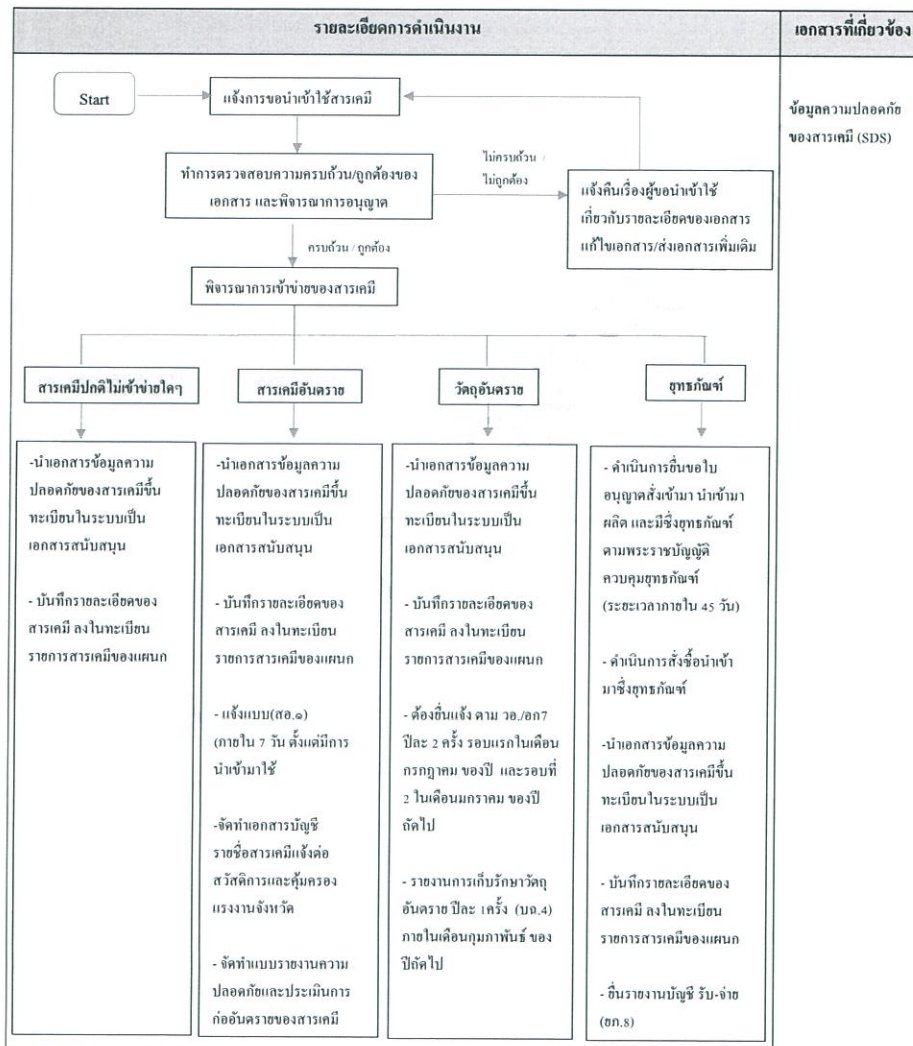 รายละเอียดการดำเนินงาน
เอกสารที่เกี่ยวข้อง
Start
แจ้งการขอนำเข้าใช้สารเคมี
ข้อมูลความปลอดภัย
ของสารเคมี (SDS)
ทำการตรวจสอบความครบถ้วน/ถูกต้องของ
เอกสาร และพิจารณาการอนุญาต
ไม่ครบถ้วน /
ไม่ถูกต้อง
แจ้งคืนเรื่องผู้ขอนำเข้าใช้
เกี่ยวกับรายละเอียดของเอกสาร
แก้ไขเอกสาร/ส่งเอกสารเพิ่มเติม
ครบถ้วน / ถูกต้อง
พิจารณาการเข้าข่ายของสารเคมี
สารเคมีปกติไม่เข้าข่ายใดๆ
-นำเอกสารข้อมูลความ
ปลอดภัยของสารเคมีขึ้น
ทะเบียนในระบบเป็น
เอกสารสนับสนุน
- บันทึกรายละเอียดของ
สารเคมี ลงในทะเบียน
รายการสารเคมีของแผนก
สารเคมีอันตราย
-นำเอกสารข้อมูลความ
ปลอดภัยของสารเคมีขึ้น
ทะเบียนในระบบเป็น
เอกสารสนับสนุน
- บันทึกรายละเอียดของ
สารเคมี ลงในทะเบียน
รายการสารเคมีของแผนก
- แจ้งแบบ(สอ.๑)
(ภายใน 7 วัน ตั้งแต่มีการ
นำเข้ามาใช้
-จัดทำเอกสารบัญชี
รายชื่อสารเคมีแจ้งต่อ
สวัสดิการและคุ้มครอง
แรงงานจังหวัด
- จัดทำแบบรายงานความ
ปลอดภัยและประเมินการ
ก่ออันตรายของสารเคมี
วัตถุอันตราย
-นำเอกสารข้อมูลความ
ปลอดภัยของสารเคมีขึ้น
ทะเบียนในระบบเป็น
เอกสารสนับสนุน
- บันทึกรายละเอียดของ
สารเคมี ลงในทะเบียน
รายการสารเคมีของแผนก
- ต้องยื่นแจ้ง ตาม วอ./อก7
ปีละ 2 ครั้ง รอบแรกในเดือน
กรกฎาคม ของปี และรอบที่
2 ในเดือนมกราคม ของปี
ถัดไป
- รายงานการเก็บรักษาวัตถุ
อันตราย ปีละ 1ครั้ง (บฉ.4)
ภายในเดือนกุมภาพันธ์ ของ
ปีถัดไป
ยุทธภัณฑ์
- ดำเนินการยื่นขอใบ
อนุญาตสั่งเข้ามา นำเข้ามา
ผลิต และมีซึ่งยุทธภัณฑ์
ตามพระราชบัญญัติ
ควบคุมยุทธภัณฑ์
(ระยะเวลาภายใน 45 วัน)
- ดำเนินการสั่งซื้อนำเข้า
มาซึ่งยุทธภัณฑ์
-นำเอกสารข้อมูลความ
ปลอดภัยของสารเคมีขึ้น
ทะเบียนในระบบเป็น
เอกสารสนับสนุน
- บันทึกรายละเอียดของ
สารเคมี ลงในทะเบียน
รายการสารเคมีของแผนก
- ยื่นรายงานบัญชี รับ-จ่าย
(ยภ.8)